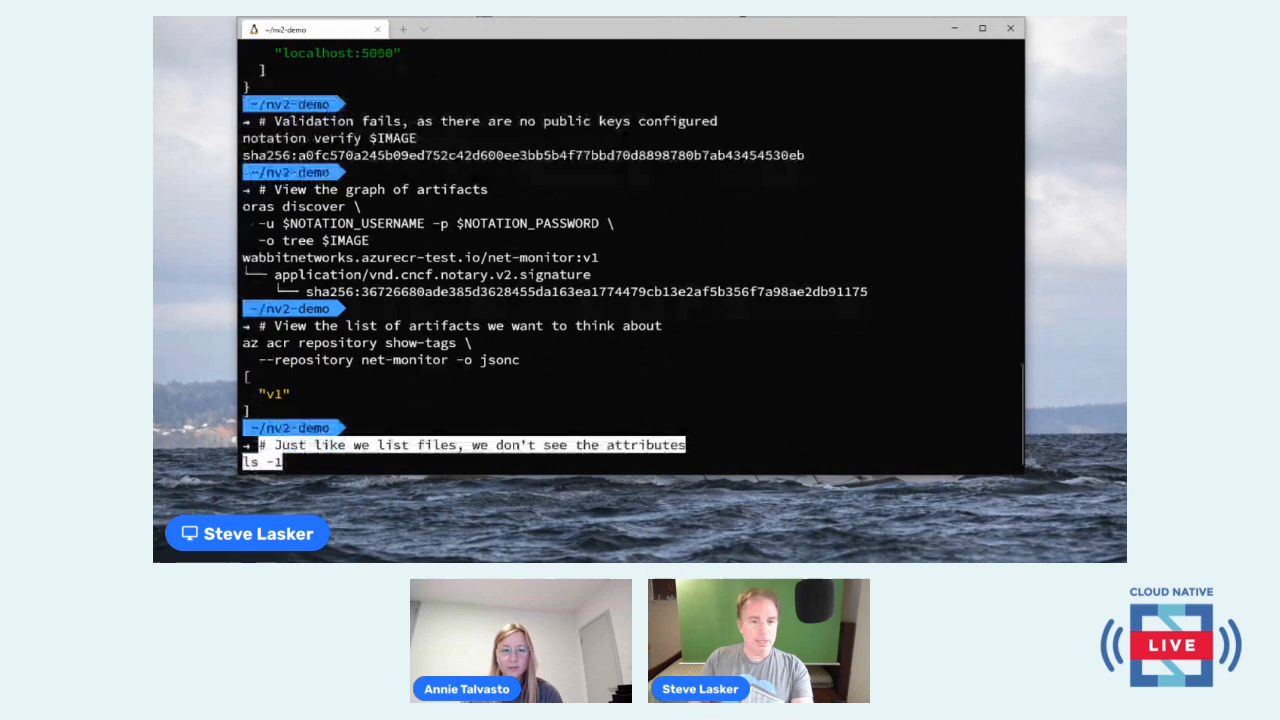 ~/nv2-demo
"localhost:5000"
]
}
~/nv2-demo
→ # Validation fails, as there are no public keys configured
notation verify $IMAGE
sha256:a0fc570a245b09ed752c42d600ee3bb5b4f77bbd70d8898780b7ab43454530eb
~/nv2-demo
→ # View the graph of artifacts
oras discover \
-u $NOTATION_USERNAME -p $NOTATION_PASSWORD \
-o tree $IMAGE
wabbitnetworks.azurecr-test.io/net-monitor:v1
└── application/vnd.cncf.notary.v2.signature
└── sha256:36726680ade385d3628455da163ea1774479cb13e2af5b356f7a98ae2db91175
~/nv2-demo
→ # View the list of artifacts we want to think about
az acr repository show-tags \
--repository net-monitor -o jsonc
[
"v1"
]
~/nv2-demo
→ # Just like we list files, we don't see the attributes
ls -1
Steve Lasker
Annie Talvasto
Steve Lasker
CLOUD NATIVE
LIVE